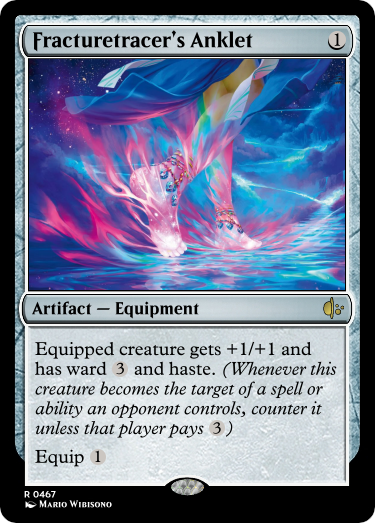 Fracturetracer's Anklet 1
Artifact — Equipment
Equipped creature gets +1/+1 and
has ward 3 and haste. (Whenever this
creature becomes the target of a spell or
ability an opponent controls, counter it
unless that player pays 3)
Equip 1
R 0467
Mario Wibisono